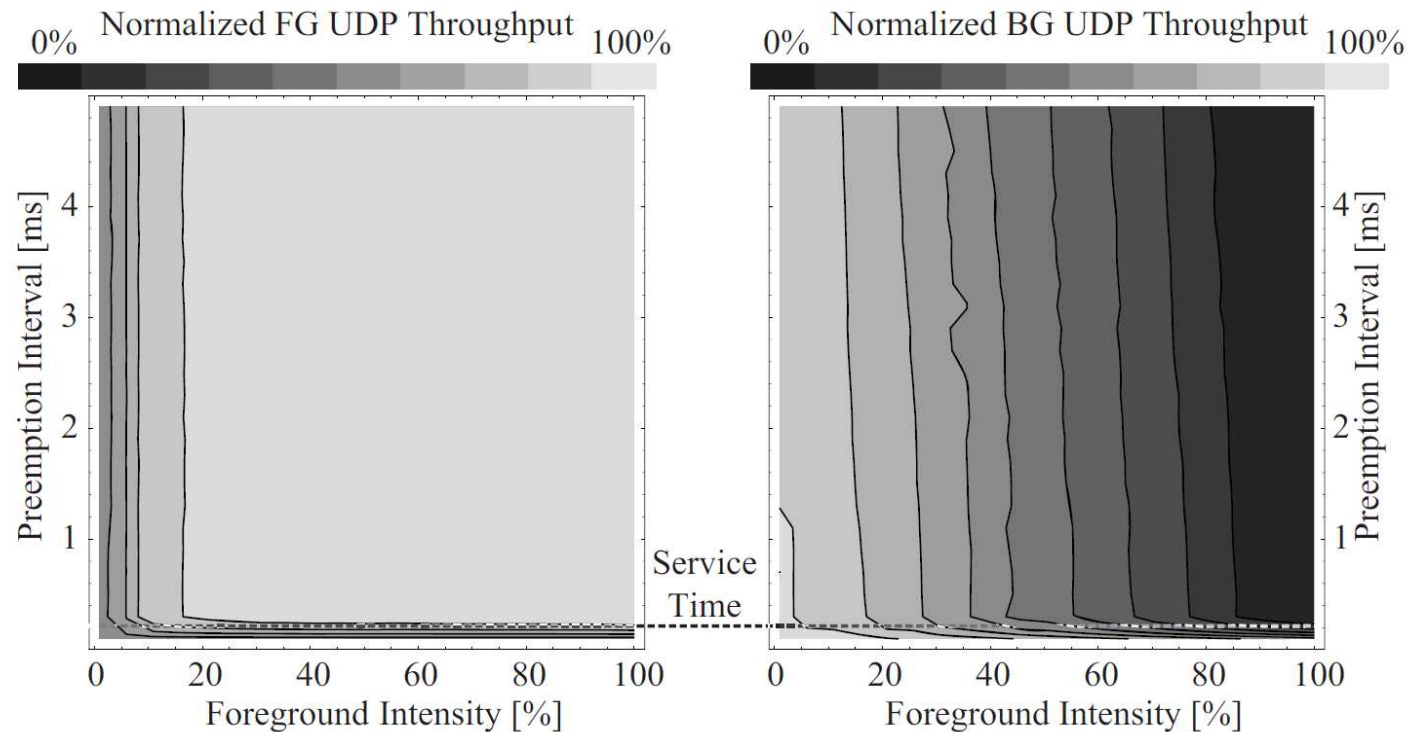 Normalized FG UDP Throughput
0% 100%
Preemption Interval [ms]
4
3
2
1
0 20 40 60 80 100
Foreground Intensity [%]
Service
Time
Normalized BG UDP Throughput
0% 100%
4
3
2
1
Preemption Interval [ms]
0 20 40 60 80 100
Foreground Intensity [%]